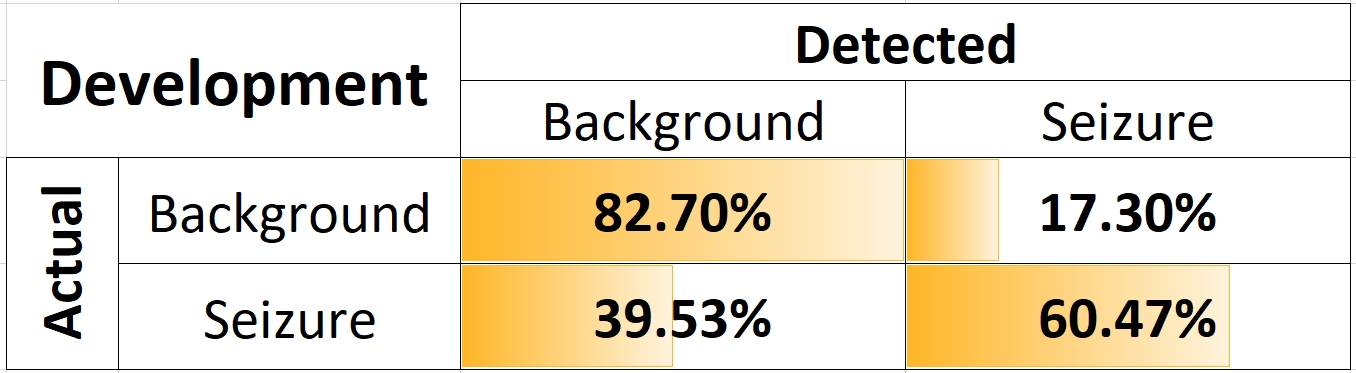 Development
Detected
Background
Seizure
Actual
Background
82.70%
17.30%
Seizure
39.53%
60.47%